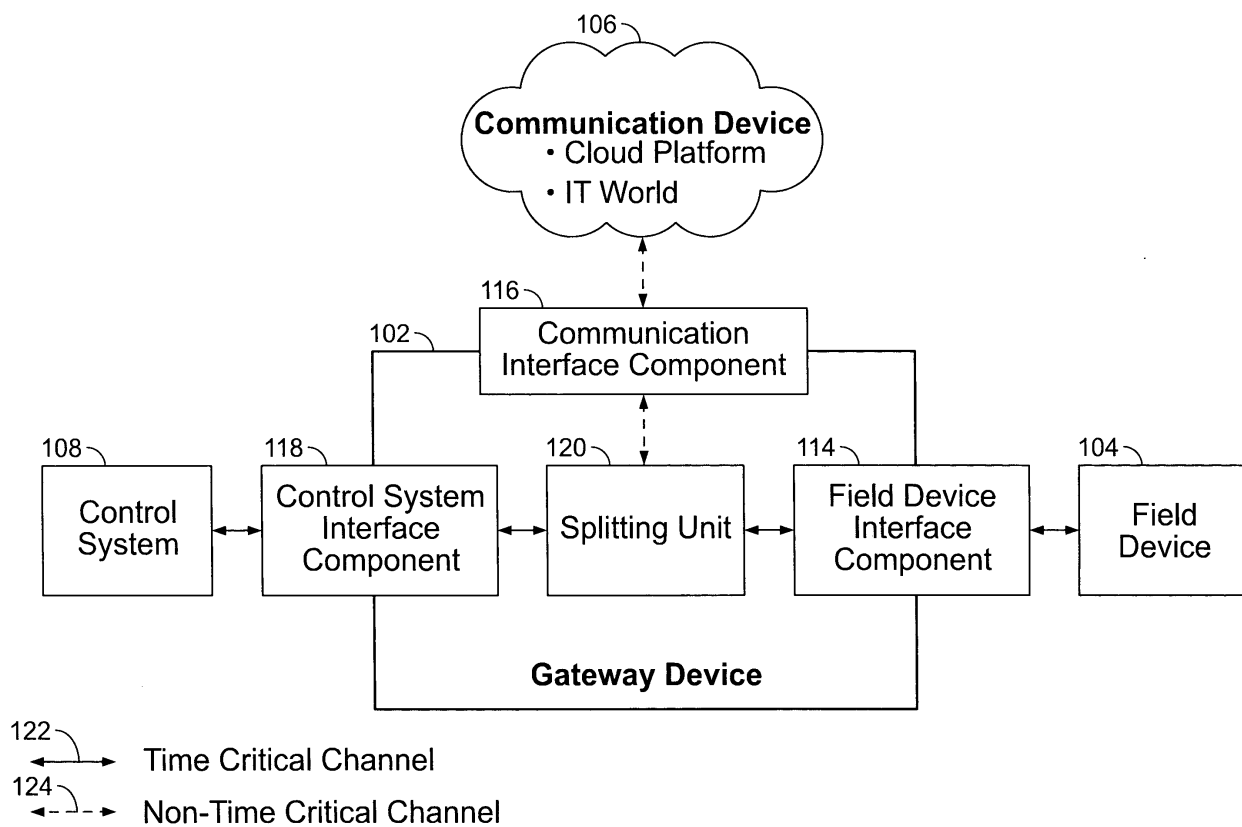 106
Communication Device
· Cloud Platform
· IT World
116
Communication
Interface Component
102
108
Control
System
118
Control System
Interface
Component
120
Splitting Unit
114
Field Device
Interface
Component
104
Field
Device
Gateway Device
122
Time Critical Channel
124
Non-Time Critical Channel